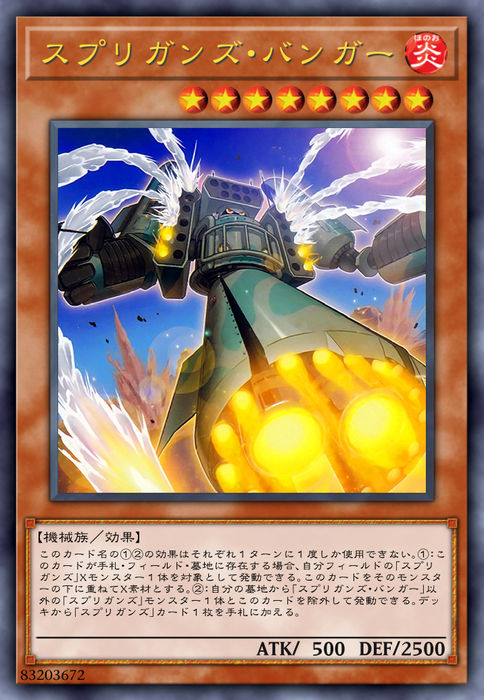 スプリガンズ・バンガー
ほのお
炎
【機械族／効果】
このカード名の①②の効果はそれぞれ１ターンに１度しか使用できない。①：こ
のカードが手札・フィールド・墓地に存在する場合、自分フィールドの「スプリ
ガンズ」Xモンスター１体を対象として発動できる。このカードをそのモンスタ
ーの下に重ねてX素材とする。②：自分の墓地から「スプリガンズ・バンガー」以
外の「スプリガンズ」モンスター１体とこのカードを除外して発動できる。デッ
キから「スプリガンズ」カード１枚を手札に加える。
ATK/ 500 DEF/2500
83203672